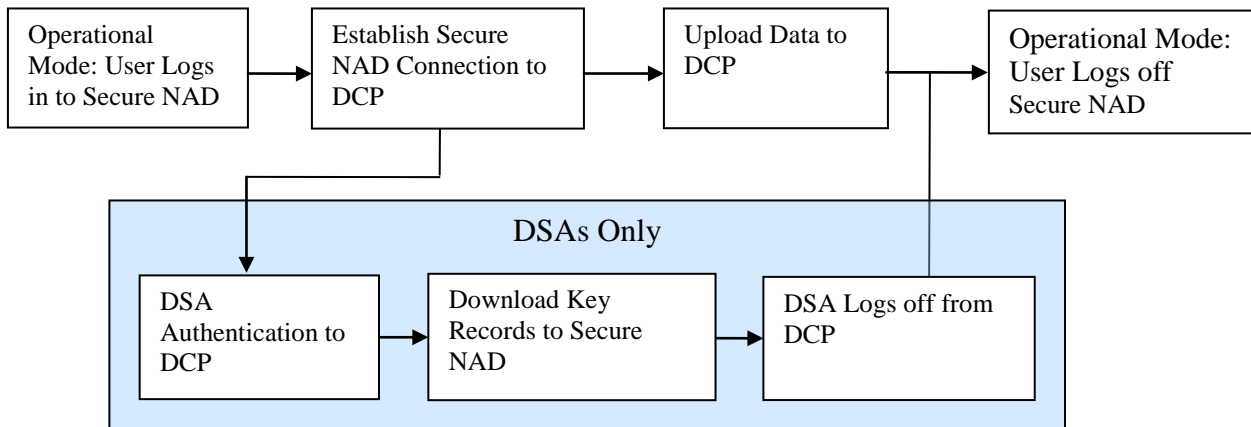 Operational
Mode: User Logs
in to Secure NAD
Establish Secure
NAD Connection to
DCP
Upload Data to
DCP
Operational Mode:
User Logs off
Secure NAD
DSAs Only
DSA
Authentication to
DCP
Download Key
Records to Secure
NAD
DSA Logs off from
DCP